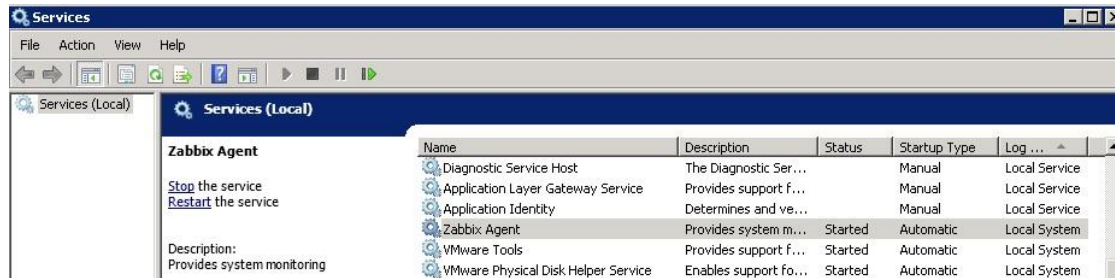 Services
File Action View Help
Services (Local)
Services (Local)
Zabbix Agent
Stop the service
Restart the service
Description:
Provides system monitoring
Name Description Status Startup Type Log ...
Diagnostic Service Host The Diagnostic Ser... Manual Local Service
Application Layer Gateway Service Provides support f... Manual Local Service
Application Identity Determines and ve... Manual Local Service
Zabbix Agent Provides system m... Started Automatic Local System
VMware Tools Provides support f... Started Automatic Local System
VMware Physical Disk Helper Service Enables support fo... Started Automatic Local System